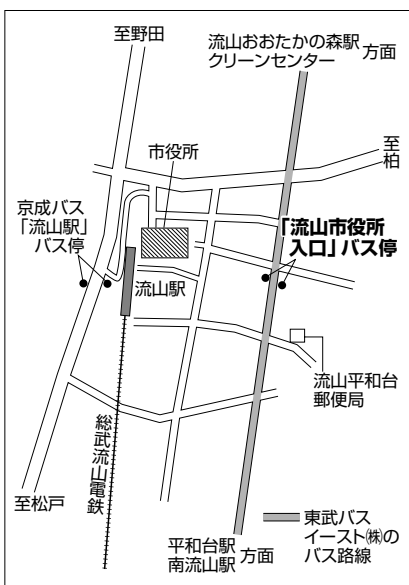 至野田
流山おおたかの森駅
クリーンセンター
方面
至
柏
市役所
京成バス
「流山駅」
バス停
「流山市役所
入口」バス停
流山駅
流山平和台
郵便局
総武流山電鉄
至松戸
平和台駅
南流山駅
方面
東武バス
イースト㈱の
バス路線